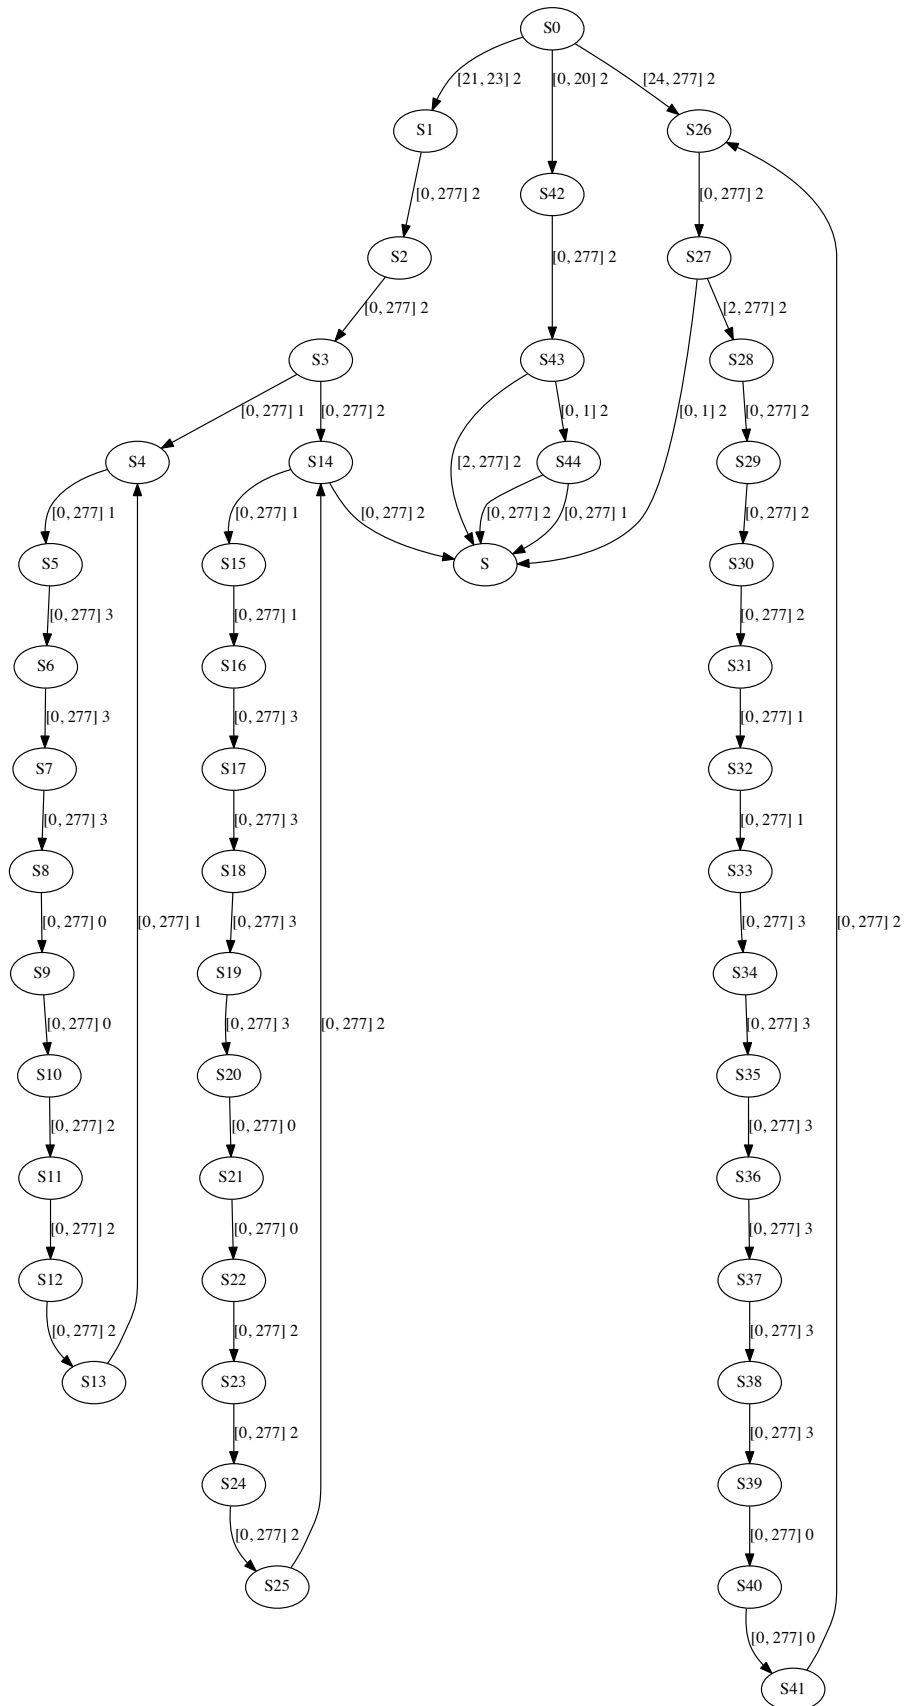 S0
[21, 23] 2
[0, 20] 2
[24, 277] 2
S1
S26
[0, 277] 2
S42
[0, 277] 2
S2
[0, 277] 2
S27
[0, 277] 2
[2, 277] 2
S3
S43
S28
[0, 277] 1
[0, 277] 2
[0, 1] 2
[0, 1] 2
[0, 277] 2
S4
S14
[2, 277] 2
S44
S29
[0, 277] 1
[0, 277] 1
[0, 277] 2
[0, 277] 2
[0, 277] 1
[0, 277] 2
S5
S15
S
S30
[0, 277] 3
[0, 277] 1
[0, 277] 2
S6
S16
S31
[0, 277] 3
[0, 277] 3
[0, 277] 1
S7
S17
S32
[0, 277] 3
[0, 277] 3
[0, 277] 1
S8
S18
S33
[0, 277] 0
[0, 277] 1
[0, 277] 3
[0, 277] 3
[0, 277] 2
S9
S19
S34
[0, 277] 0
[0, 277] 3
[0, 277] 2
[0, 277] 3
S10
S20
S35
[0, 277] 2
[0, 277] 0
[0, 277] 3
S11
S21
S36
[0, 277] 2
[0, 277] 0
[0, 277] 3
S12
S22
S37
[0, 277] 2
[0, 277] 2
[0, 277] 3
S13
S23
S38
[0, 277] 2
[0, 277] 3
S24
S39
[0, 277] 2
[0, 277] 0
S25
S40
[0, 277] 0
S41